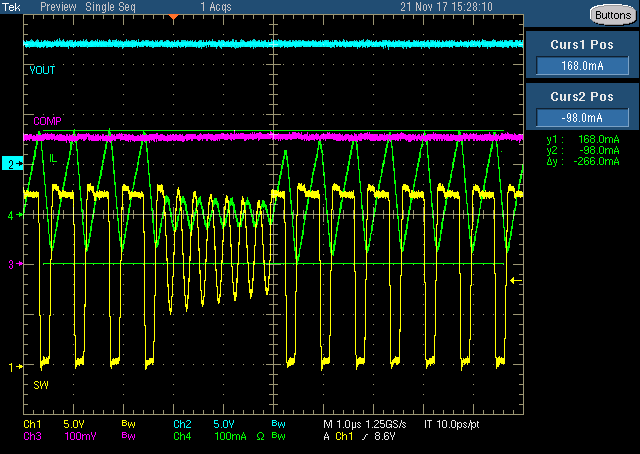 Tek Preview Single Seq 1 Acqs 21 Nov 17 15:28:10
Buttons
Curs1 Pos
168.0mA
Curs2 Pos
-98.0mA
y1: 168.0mA
y2: -98.0mA
Δy: -266.0mA
VOUT
COMP
IL
2
4
3
1
SW
Ch1 5.0V Bw Ch2 5.0V Bw M 1.0µs 1.25GS/s IT 10.0ps/pt
Ch3 100mV Bw Ch4 100mA Ω Bw A Ch1 ∕ 8.6V